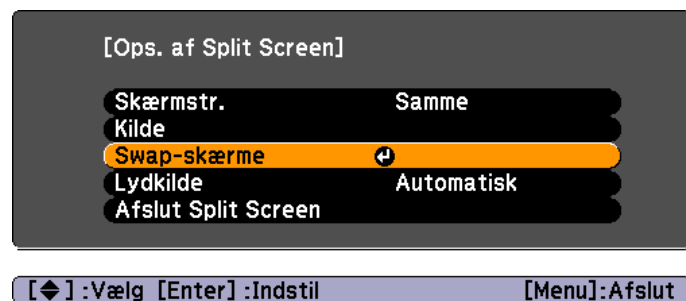 [Ops. af Split Screen]
Skærmstr. Samme
Kilde
Swap-skærme
Lydkilde Automatisk
Afslut Split Screen
[◆] :Vælg [Enter] :Indstil [Menu]:Afslut